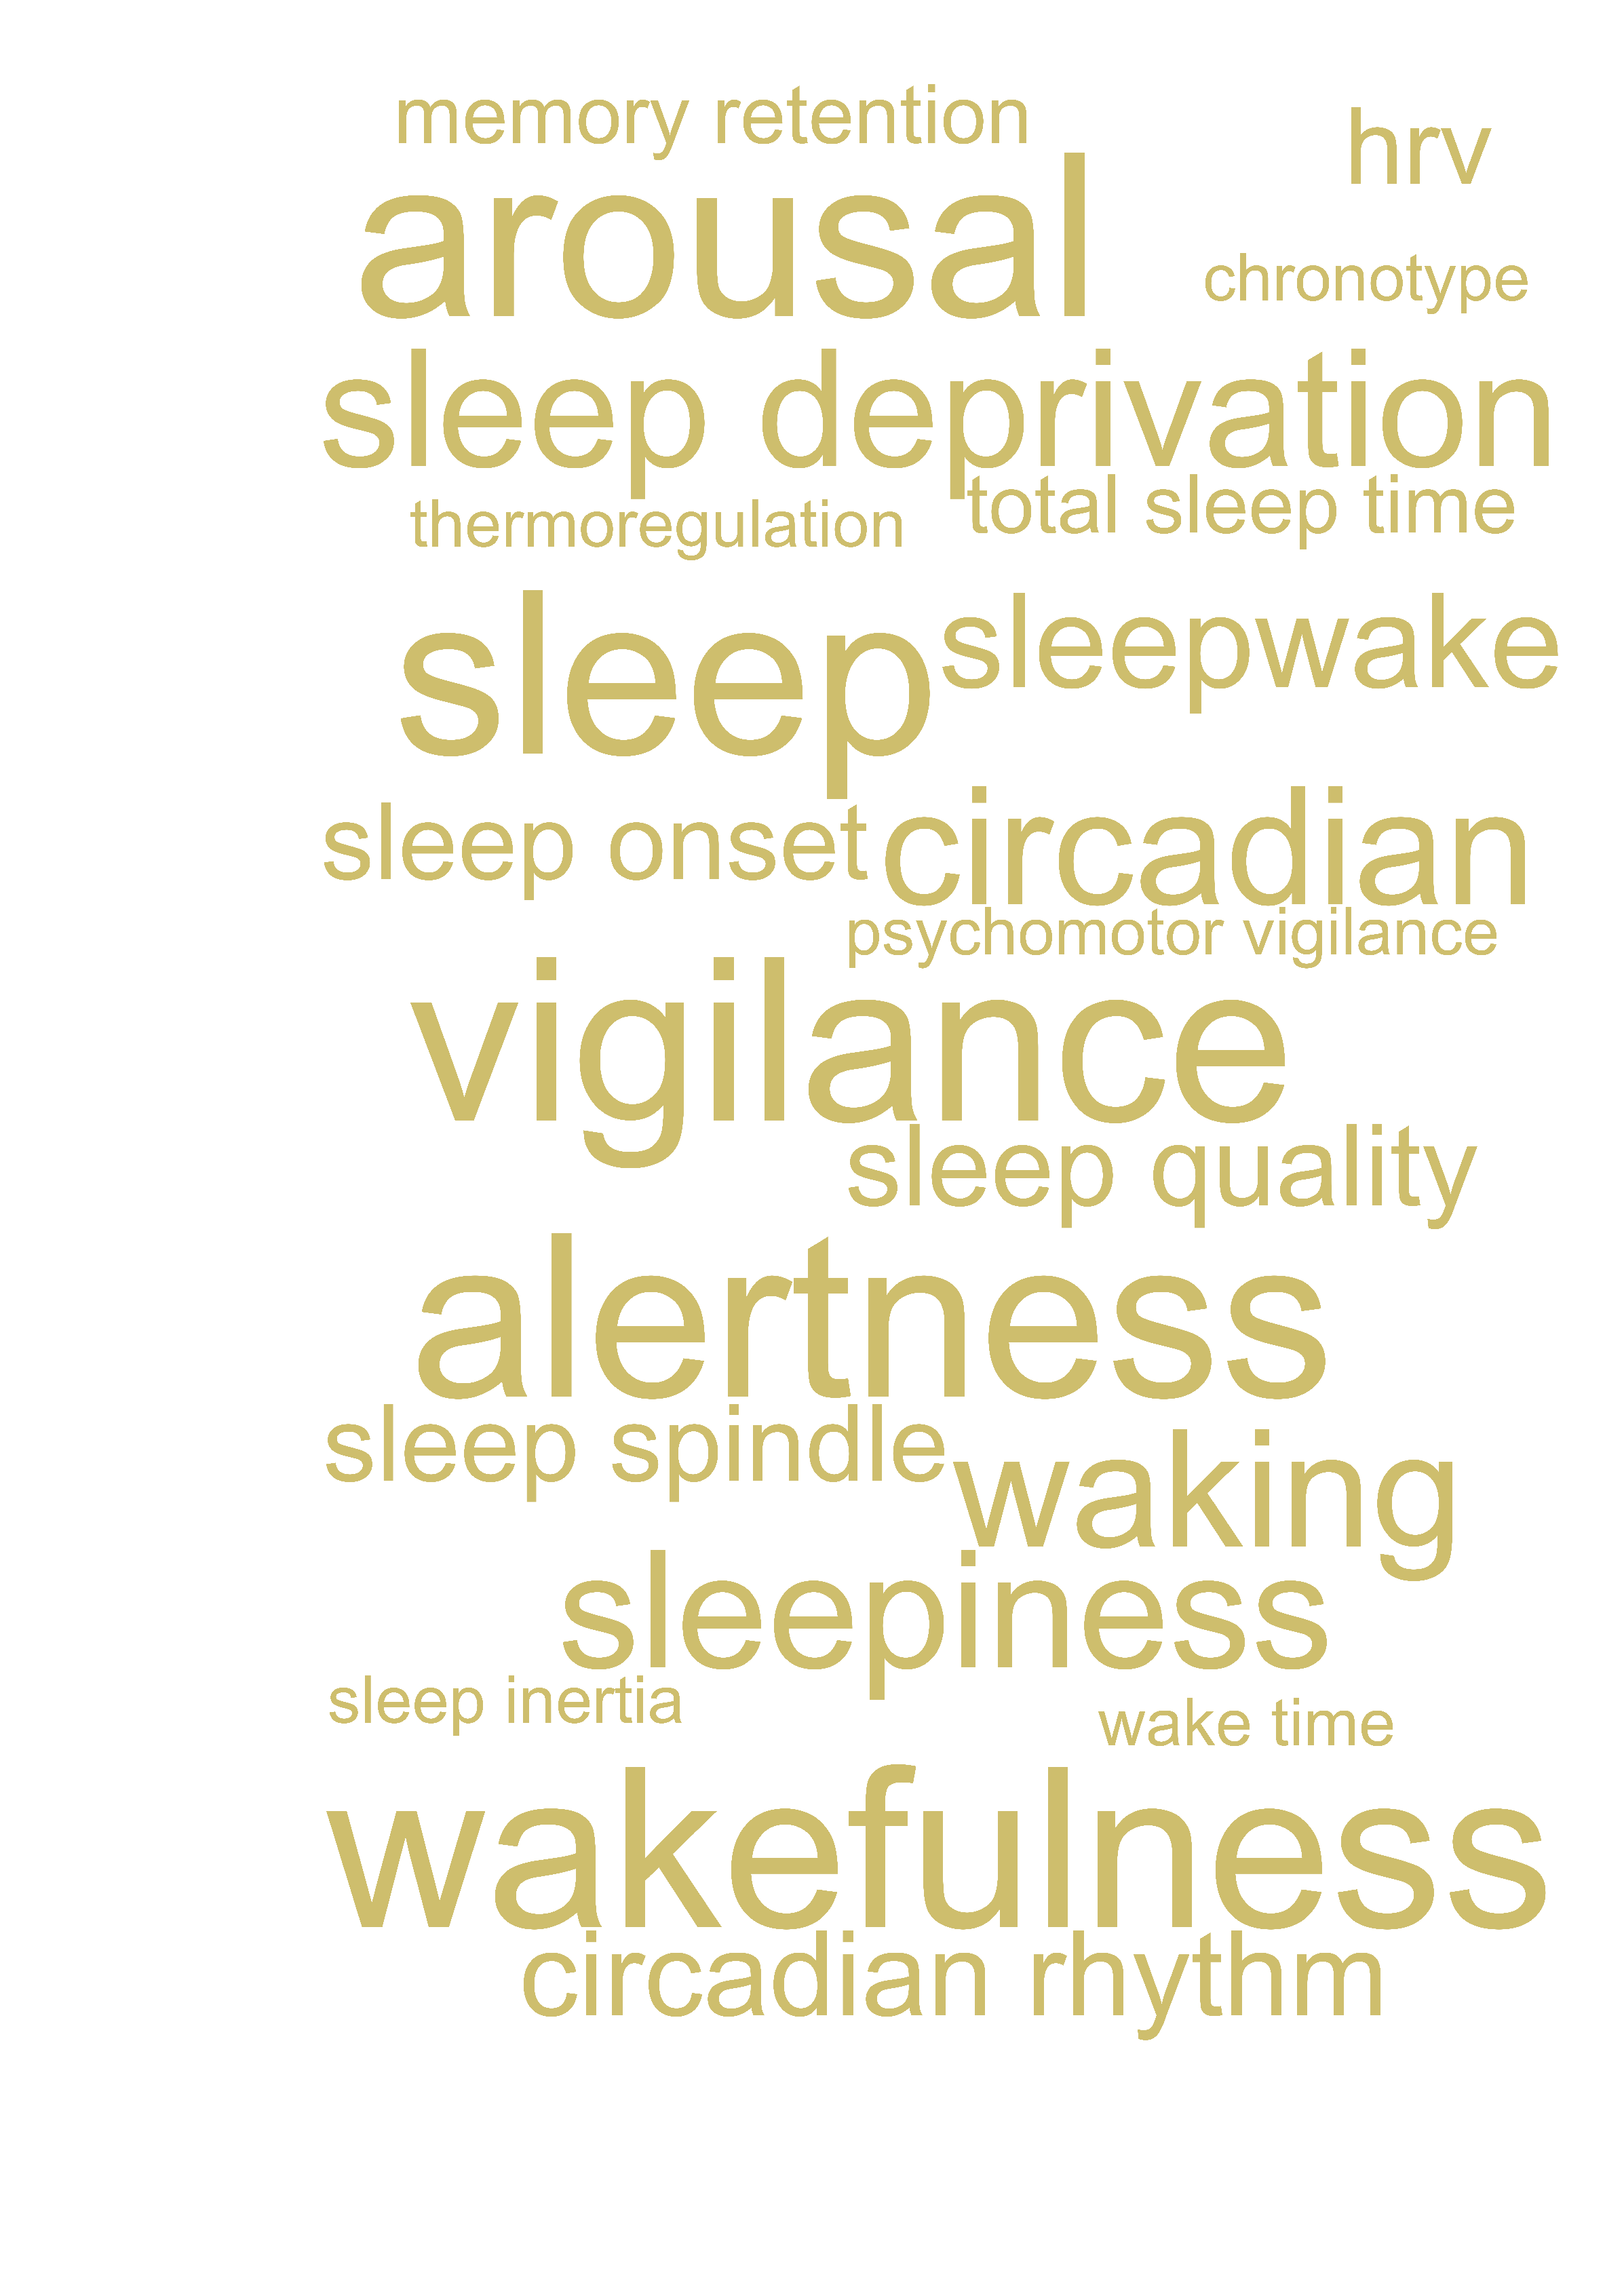 memory retention
hrv
arousal
chronotype
sleep deprivation
total sleep time
thermoregulation
sleep
sleepwake
sleep onset
circadian
psychomotor vigilance
vigilance
sleep quality
alertness
sleep spindle
waking
sleepiness
sleep inertia
wake time
wakefulness
circadian rhythm